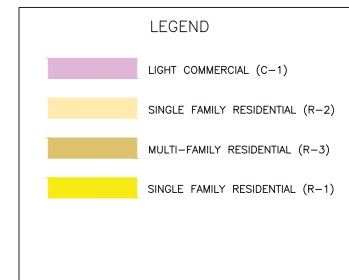 LEGEND
LIGHT COMMERCIAL (C-1)
SINGLE FAMILY RESIDENTIAL (R-2)
MULTI-FAMILY RESIDENTIAL (R-3)
SINGLE FAMILY RESIDENTIAL (R-1)